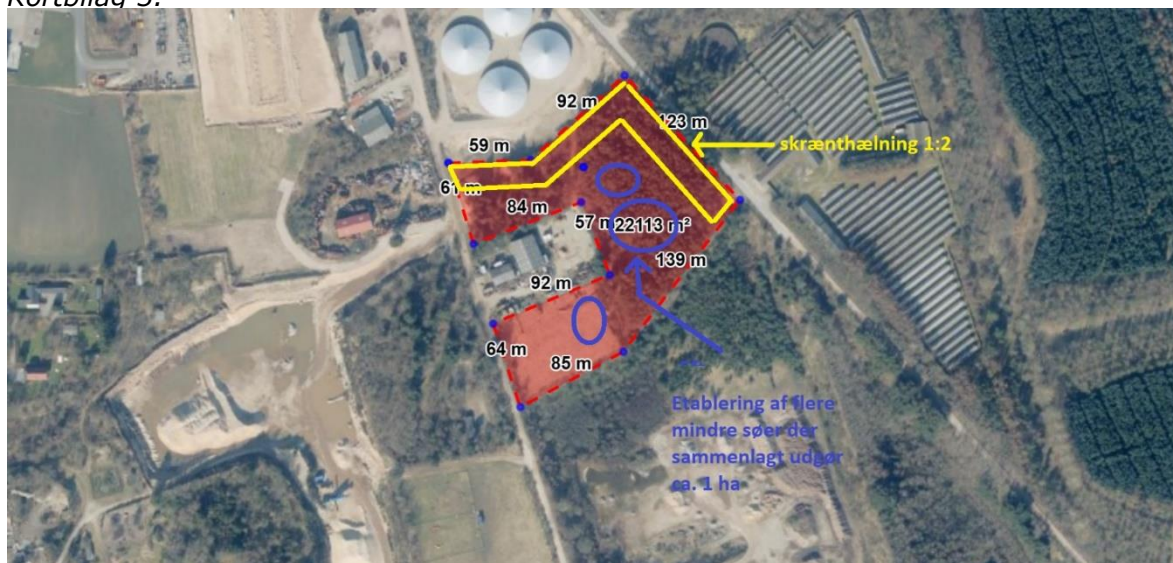 Kortbilag 3:
92 m
123 m
59 m
skrænthælning 1:2
61 m
84 m
57 m
22113 m²
139 m
92 m
64 m
85 m
Etablering af flere
mindre søer der
sammenlagt udgør
ca. 1 ha